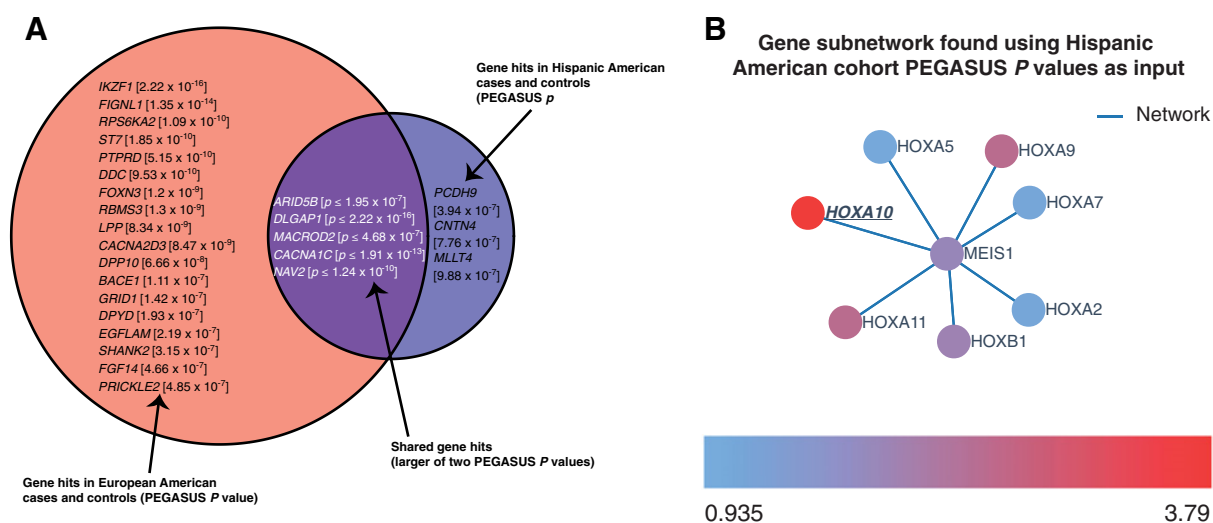 A
IKZF1 [2.22 x 10-16]
FIGNL1 [1.35 x 10-14]
RPS6KA2 [1.09 x 10-10]
ST7 [1.85 x 10-10]
PTPRD [5.15 x 10-10]
DDC [9.53 x 10-10]
FOXN3 [1.2 x 10-9]
RBMS3 [1.3 x 10-9]
LPP [8.34 x 10-9]
CACNA2D3 [8.47 x 10-9]
DPP10 [6.66 x 10-8]
BACE1 [1.11 x 10-7]
GRID1 [1.42 x 10-7]
DPYD [1.93 x 10-7]
EGFLAM [2.19 x 10-7]
SHANK2 [3.15 x 10-7]
FGF14 [4.66 x 10-7]
PRICKLE2 [4.85 x 10-7]
Gene hits in European American
cases and controls (PEGASUS P value)
ARID5B [p ≤ 1.95 x 10-7]
DLGAP1 [p ≤ 2.22 x 10-16]
MACROD2 [p ≤ 4.68 x 10-7]
CACNA1C [p ≤ 1.91 x 10-13]
NAV2 [p ≤ 1.24 x 10-10]
Shared gene hits
(larger of two PEGASUS P values)
Gene hits in Hispanic American
cases and controls
(PEGASUS p
PCDH9
[3.94 x 10-7]
CNTN4
[7.76 x 10-7]
MLLT4
[9.88 x 10-7]
B
Gene subnetwork found using Hispanic
American cohort PEGASUS P values as input
Network
HOXA5
HOXA9
HOXA10
HOXA7
MEIS1
HOXA11
HOXB1
HOXA2
0.935
3.79